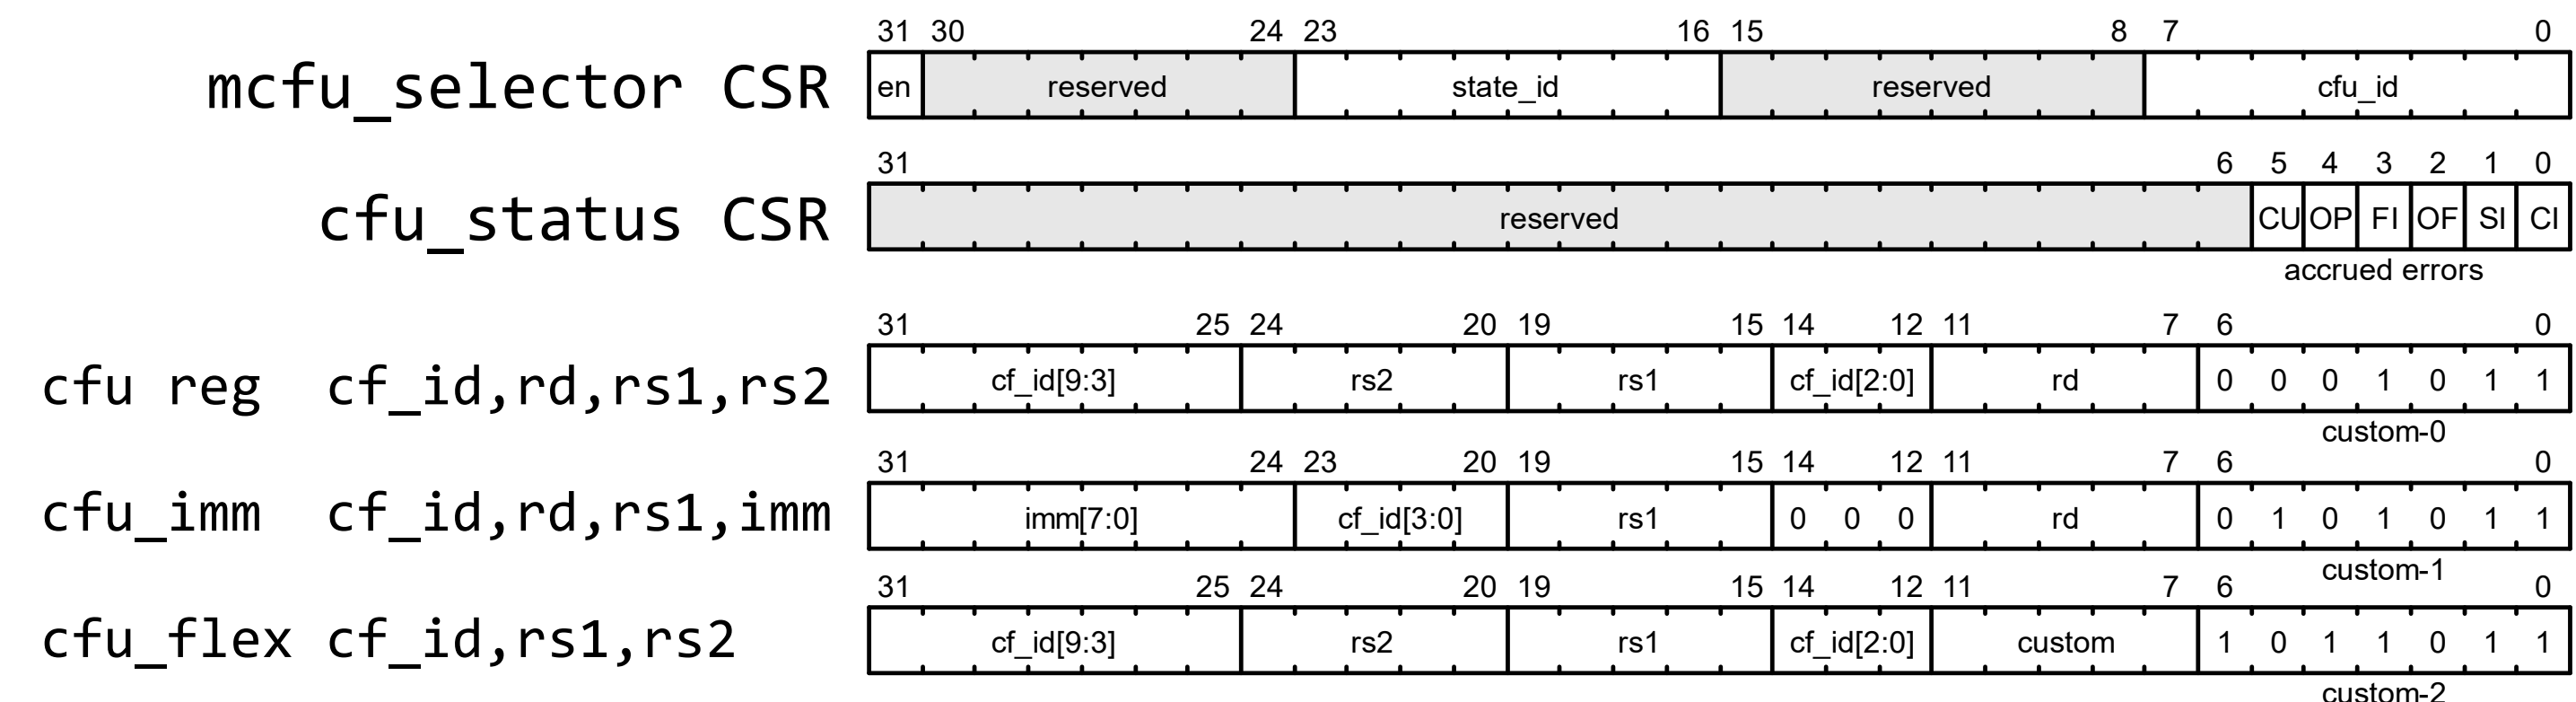 31 30 24 23 16 15 8 7 0
mcfu_selector CSR en reserved state_id reserved cfu_id
31 6 5 4 3 2 1 0
cfu_status CSR reserved CU OP FI OF SI CI
accrued errors
31 25 24 20 19 15 14 12 11 7 6 0
cfu reg cf_id,rd,rs1,rs2 cf_id[9:3] rs2 rs1 cf_id[2:0] rd 0 0 0 1 0 1 1
custom-0
31 24 23 20 19 15 14 12 11 7 6 0
cfu_imm cf_id,rd,rs1,imm imm[7:0] cf_id[3:0] rs1 0 0 0 rd 0 1 0 1 0 1 1
custom-1
31 25 24 20 19 15 14 12 11 7 6 0
cfu_flex cf_id,rs1,rs2 cf_id[9:3] rs2 rs1 cf_id[2:0] custom 1 0 1 1 0 1 1
custom-2